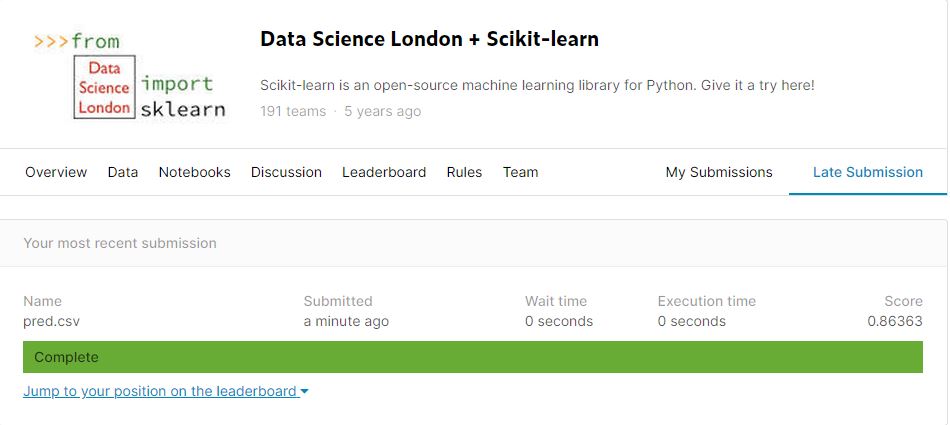 >>>from
Data
Science
London
import
sklearn
Data Science London + Scikit-learn
Scikit-learn is an open-source machine learning library for Python. Give it a try here!
191 teams · 5 years ago
Overview Data Notebooks Discussion Leaderboard Rules Team My Submissions Late Submission
Your most recent submission
Name Submitted Wait time Execution time Score
pred.csv a minute ago 0 seconds 0 seconds 0.86363
Complete
Jump to your position on the leaderboard